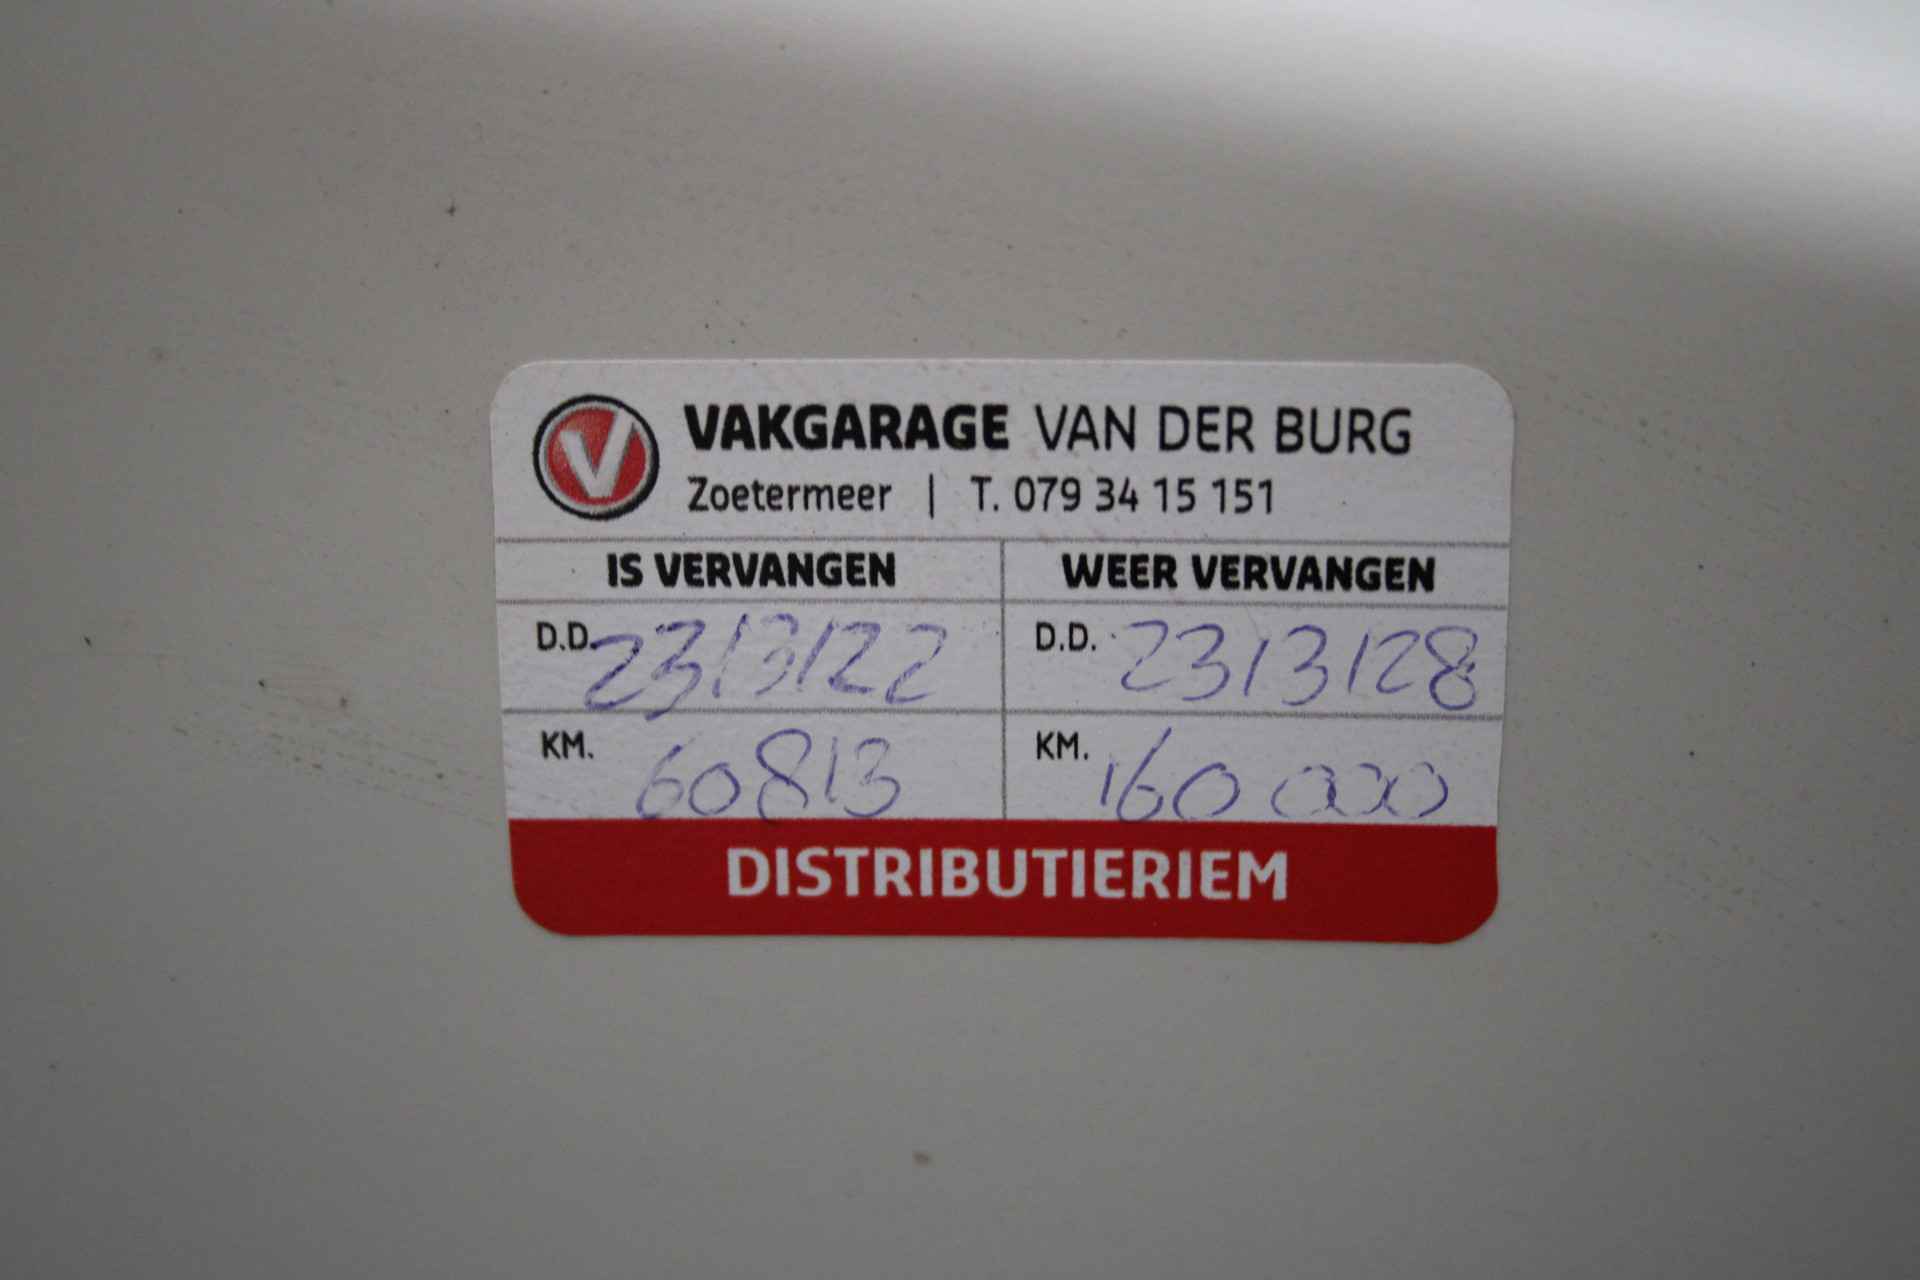 V VAKGARAGE VAN DER BURG
Zoetermeer | T. 079 34 15 151
IS VERVANGEN WEER VERVANGEN
D.D. 23/3/22 D.D. 23/3/28
KM. 60813 KM. 160 000
DISTRIBUTIERIEM